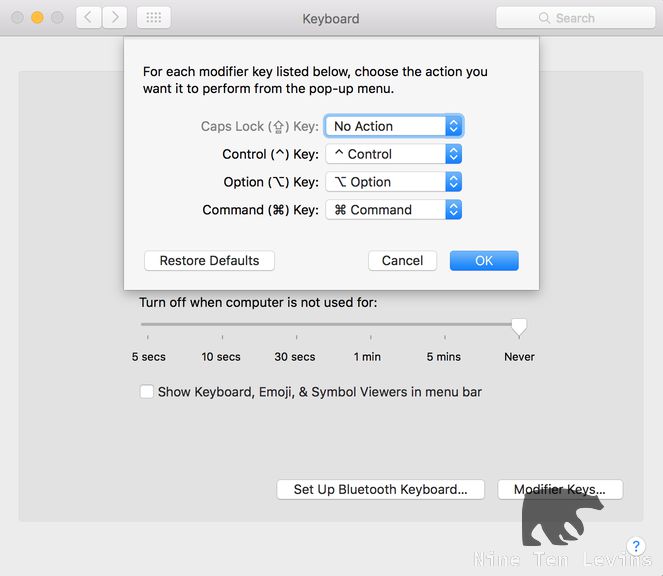 Keyboard
Search
For each modifier key listed below, choose the action you
want it to perform from the pop-up menu.
Caps Lock (⇪) Key: No Action
Control (^) Key: ^ Control
Option (⌥) Key: ⌥ Option
Command (⌘) Key: ⌘ Command
Restore Defaults Cancel OK
Turn off when computer is not used for:
5 secs 10 secs 30 secs 1 min 5 mins Never
Show Keyboard, Emoji, & Symbol Viewers in menu bar
Set Up Bluetooth Keyboard... Modifier Keys...
?
Nine Ten Levins